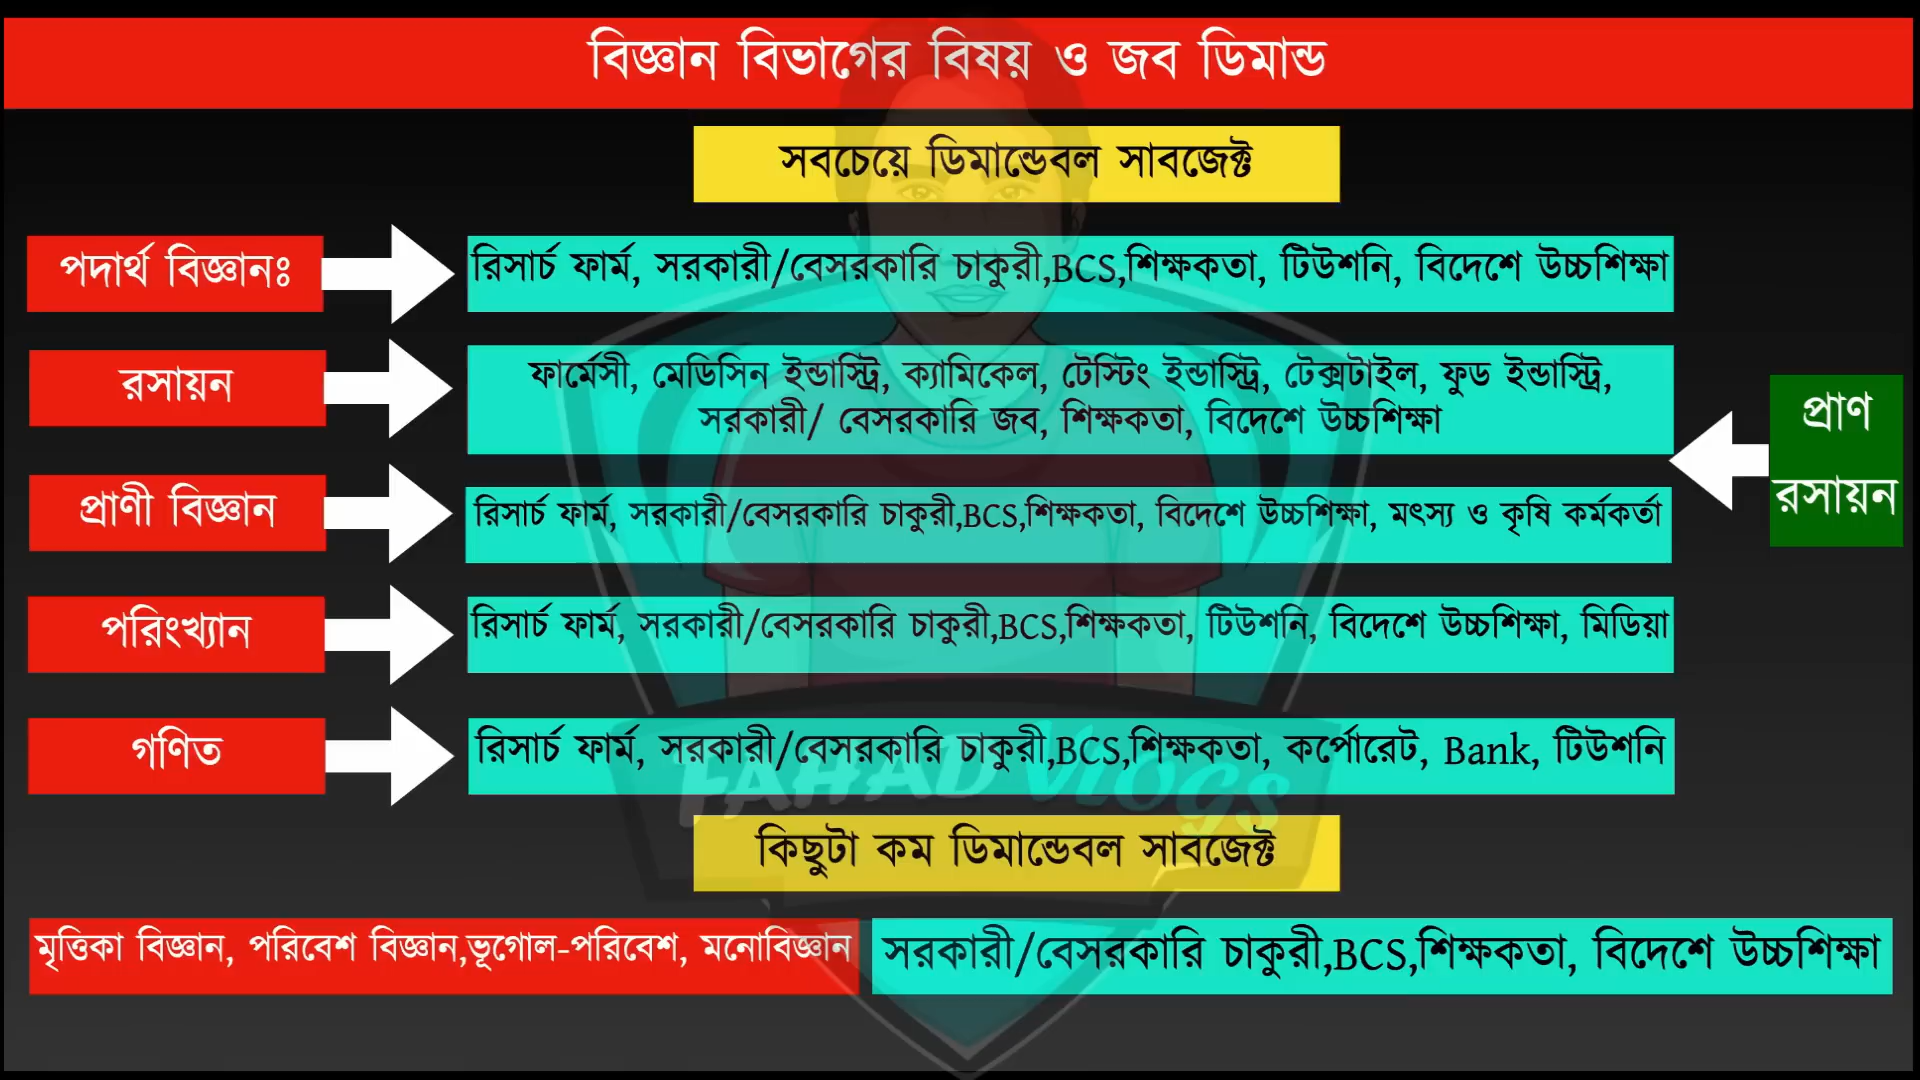 বিজ্ঞান বিভাগের বিষয় ও জব ডিমান্ড
সবচেয়ে ডিমান্ডেবল সাবজেক্ট
পদার্থ বিজ্ঞানঃ
রিসার্চ ফার্ম, সরকারী/বেসরকারি চাকুরী,BCS,শিক্ষকতা, টিউশনি, বিদেশে উচ্চশিক্ষা
রসায়ন
ফার্মেসী, মেডিসিন ইন্ডাস্ট্রি, ক্যামিকেল, টেস্টিং ইন্ডাস্ট্রি, টেক্সটাইল, ফুড ইন্ডাস্ট্রি,
সরকারী/ বেসরকারি জব, শিক্ষকতা, বিদেশে উচ্চশিক্ষা
প্রাণ
রসায়ন
প্রাণী বিজ্ঞান
রিসার্চ ফার্ম, সরকারী/বেসরকারি চাকুরী,BCS,শিক্ষকতা, বিদেশে উচ্চশিক্ষা, মৎস্য ও কৃষি কর্মকর্তা
পরিংখ্যান
রিসার্চ ফার্ম, সরকারী/বেসরকারি চাকুরী,BCS,শিক্ষকতা, টিউশনি, বিদেশে উচ্চশিক্ষা, মিডিয়া
গণিত
রিসার্চ ফার্ম, সরকারী/বেসরকারি চাকুরী,BCS,শিক্ষকতা, কর্পোরেট, Bank, টিউশনি
FAHAD VLOGS
কিছুটা কম ডিমান্ডেবল সাবজেক্ট
মৃত্তিকা বিজ্ঞান, পরিবেশ বিজ্ঞান,ভূগোল-পরিবেশ, মনোবিজ্ঞান
সরকারী/বেসরকারি চাকুরী,BCS,শিক্ষকতা, বিদেশে উচ্চশিক্ষা